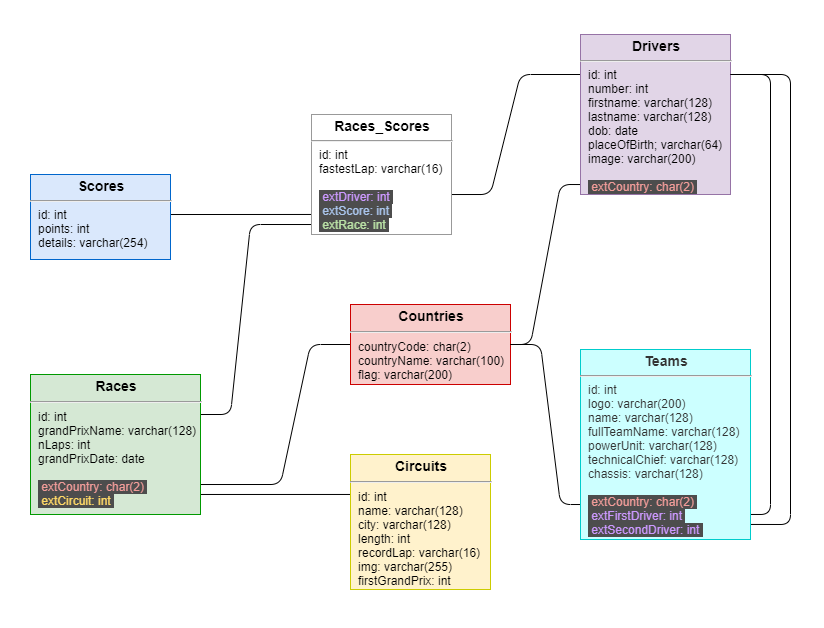 Drivers
id: int
number: int
firstname: varchar(128)
lastname: varchar(128)
dob: date
placeOfBirth; varchar(64)
image: varchar(200)
extCountry: char(2)
Races_Scores
id: int
fastestLap: varchar(16)
extDriver: int
extScore: int
extRace: int
Scores
id: int
points: int
details: varchar(254)
Countries
countryCode: char(2)
countryName: varchar(100)
flag: varchar(200)
Teams
id: int
logo: varchar(200)
name: varchar(128)
fullTeamName: varchar(128)
powerUnit: varchar(128)
technicalChief: varchar(128)
chassis: varchar(128)
extCountry: char(2)
extFirstDriver: int
extSecondDriver: int
Races
id: int
grandPrixName: varchar(128)
nLaps: int
grandPrixDate: date
extCountry: char(2)
extCircuit: int
Circuits
id: int
name: varchar(128)
city: varchar(128)
length: int
recordLap: varchar(16)
img: varchar(255)
firstGrandPrix: int